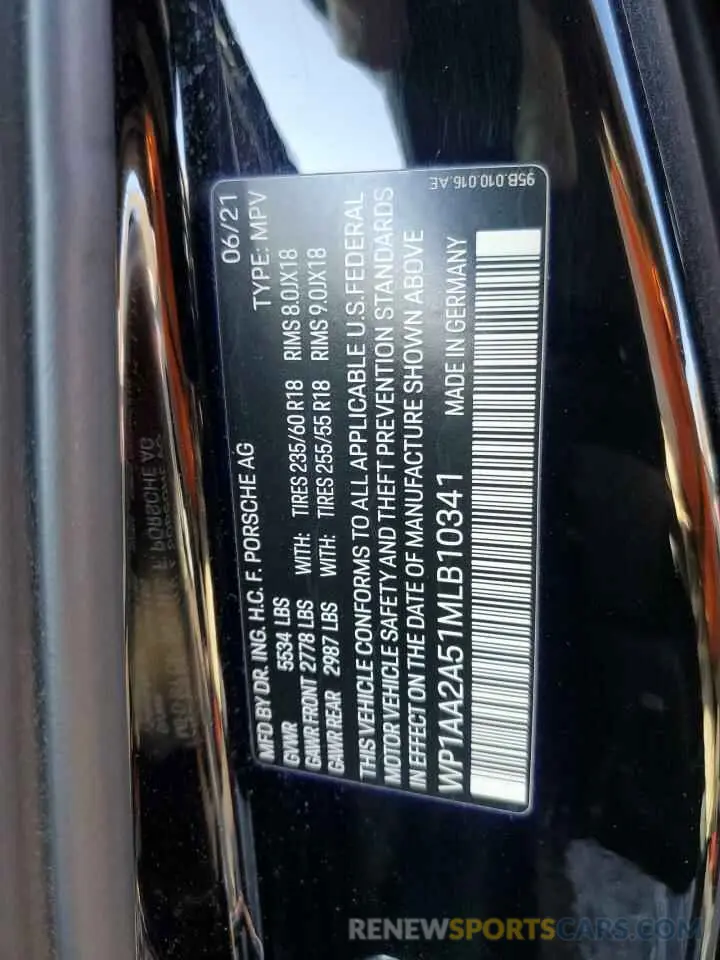 MFD BY DR. ING. H.C. F. PORSCHE AG 06/21
GVWR 5534 LBS TYPE: MPV
GAWR FRONT 2778 LBS WITH: TIRES 235/60 R18 RIMS 8.0JX18
GAWR REAR 2987 LBS WITH: TIRES 255/55 R18 RIMS 9.0JX18
THIS VEHICLE CONFORMS TO ALL APPLICABLE U.S. FEDERAL
MOTOR VEHICLE SAFETY AND THEFT PREVENTION STANDARDS
IN EFFECT ON THE DATE OF MANUFACTURE SHOWN ABOVE
WP1AA2A51MLB10341 MADE IN GERMANY
95B.010.016.AE
RENEWSPORTSCARS.COM